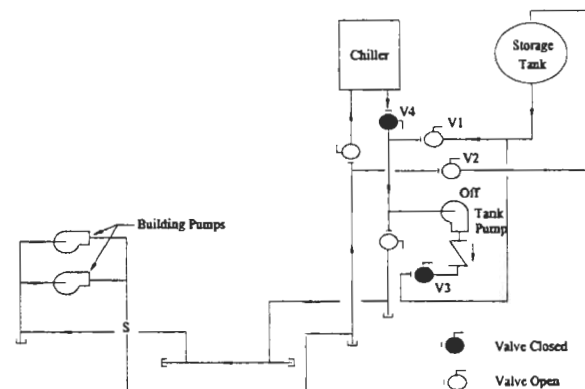 Chiller
Storage
Tank
V4
V1
V2
Off
Tank
Pump
Building Pumps
V3
S
Valve Closed
Valve Open